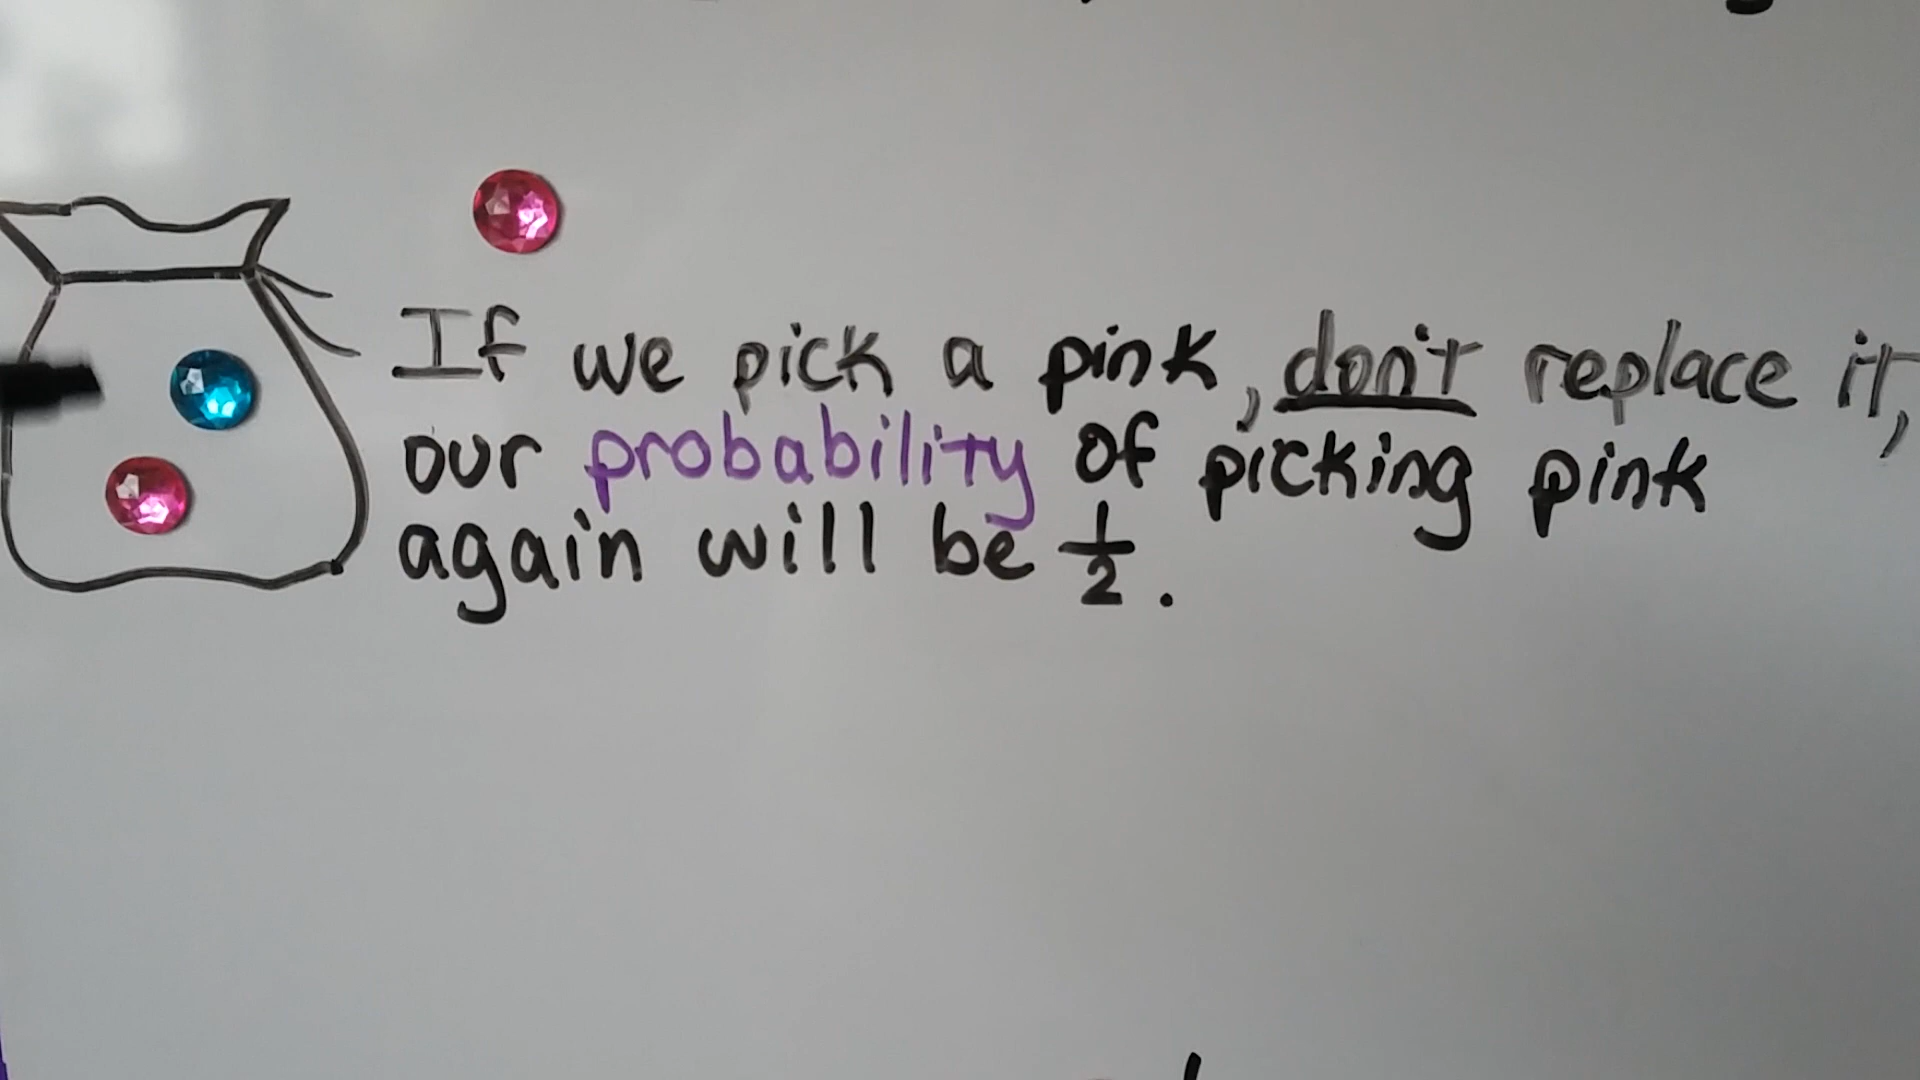 If we pick a pink, don't replace it,
our probability of picking pink
again will be 1/2.